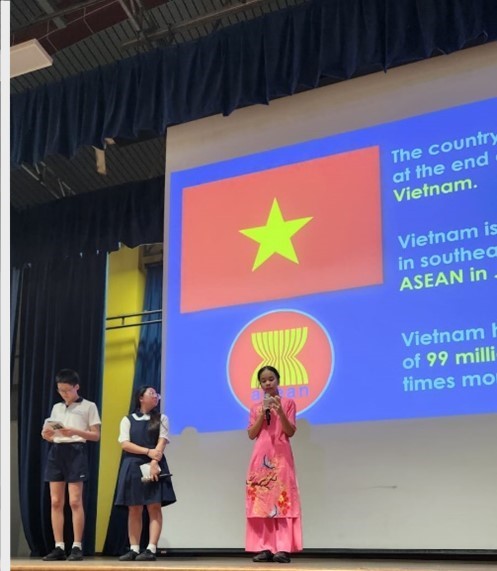 The country
at the end
Vietnam.
Vietnam is
in southea
ASEAN in
Vietnam h
of 99 milli
times mo
asean